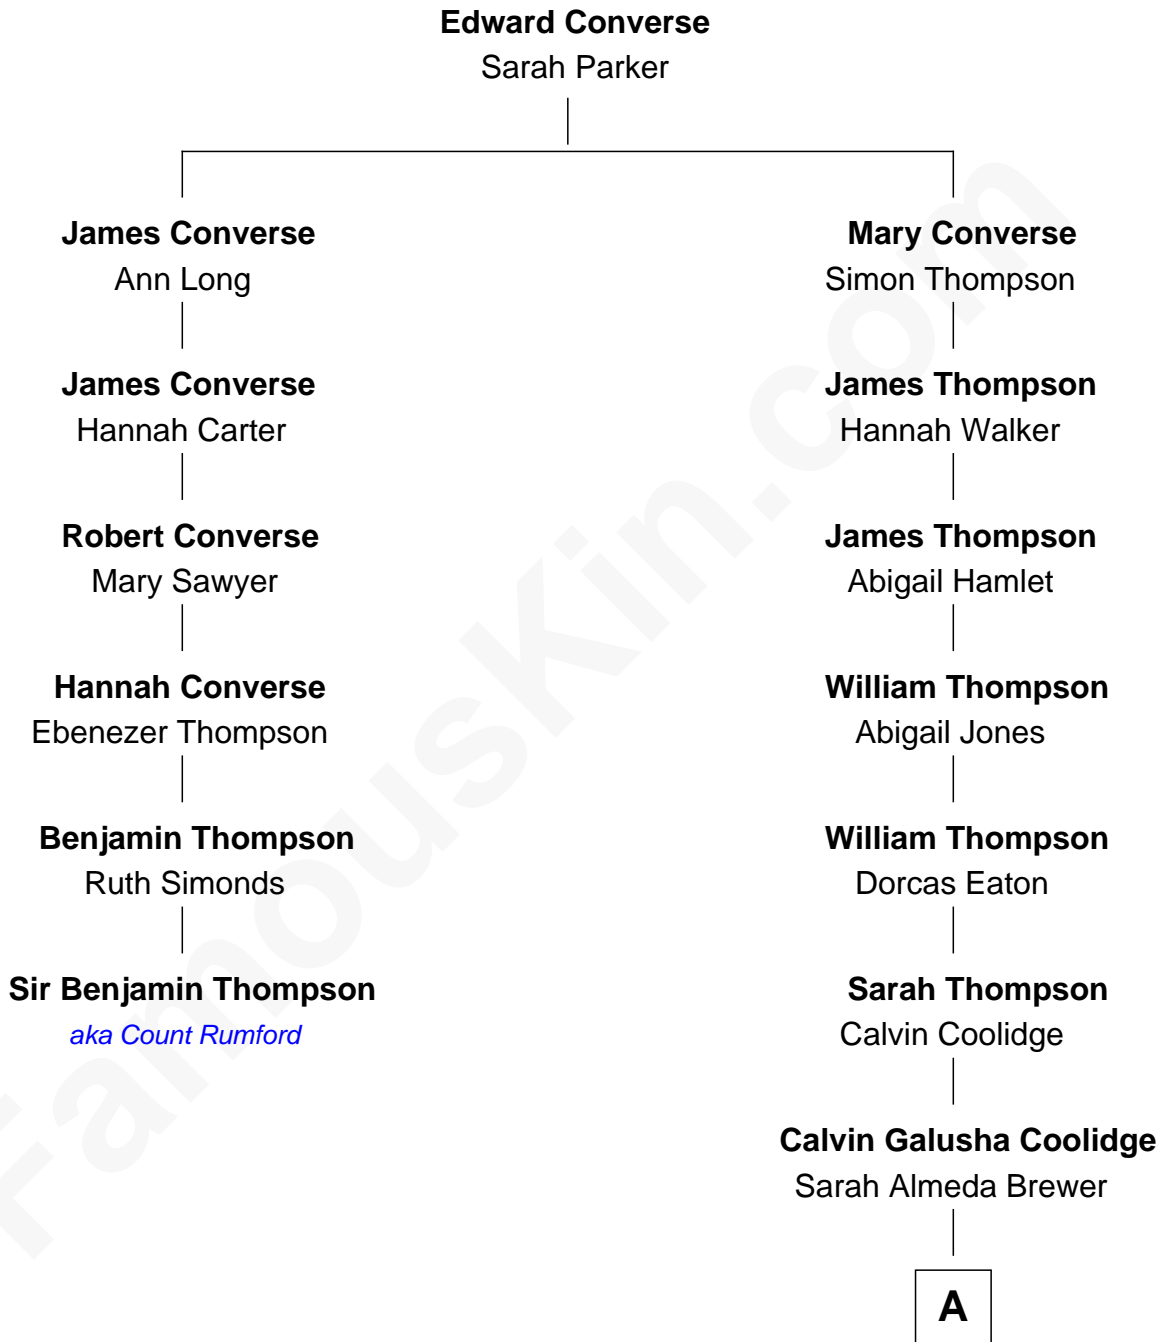 Edward Converse
Sarah Parker
James Converse
Ann Long
James Converse
Hannah Carter
Robert Converse
Mary Sawyer
Hannah Converse
Ebenezer Thompson
Benjamin Thompson
Ruth Simonds
Sir Benjamin Thompson
aka Count Rumford
Mary Converse
Simon Thompson
James Thompson
Hannah Walker
James Thompson
Abigail Hamlet
William Thompson
Abigail Jones
William Thompson
Dorcas Eaton
Sarah Thompson
Calvin Coolidge
Calvin Galusha Coolidge
Sarah Almeda Brewer
A
FamousKin.com